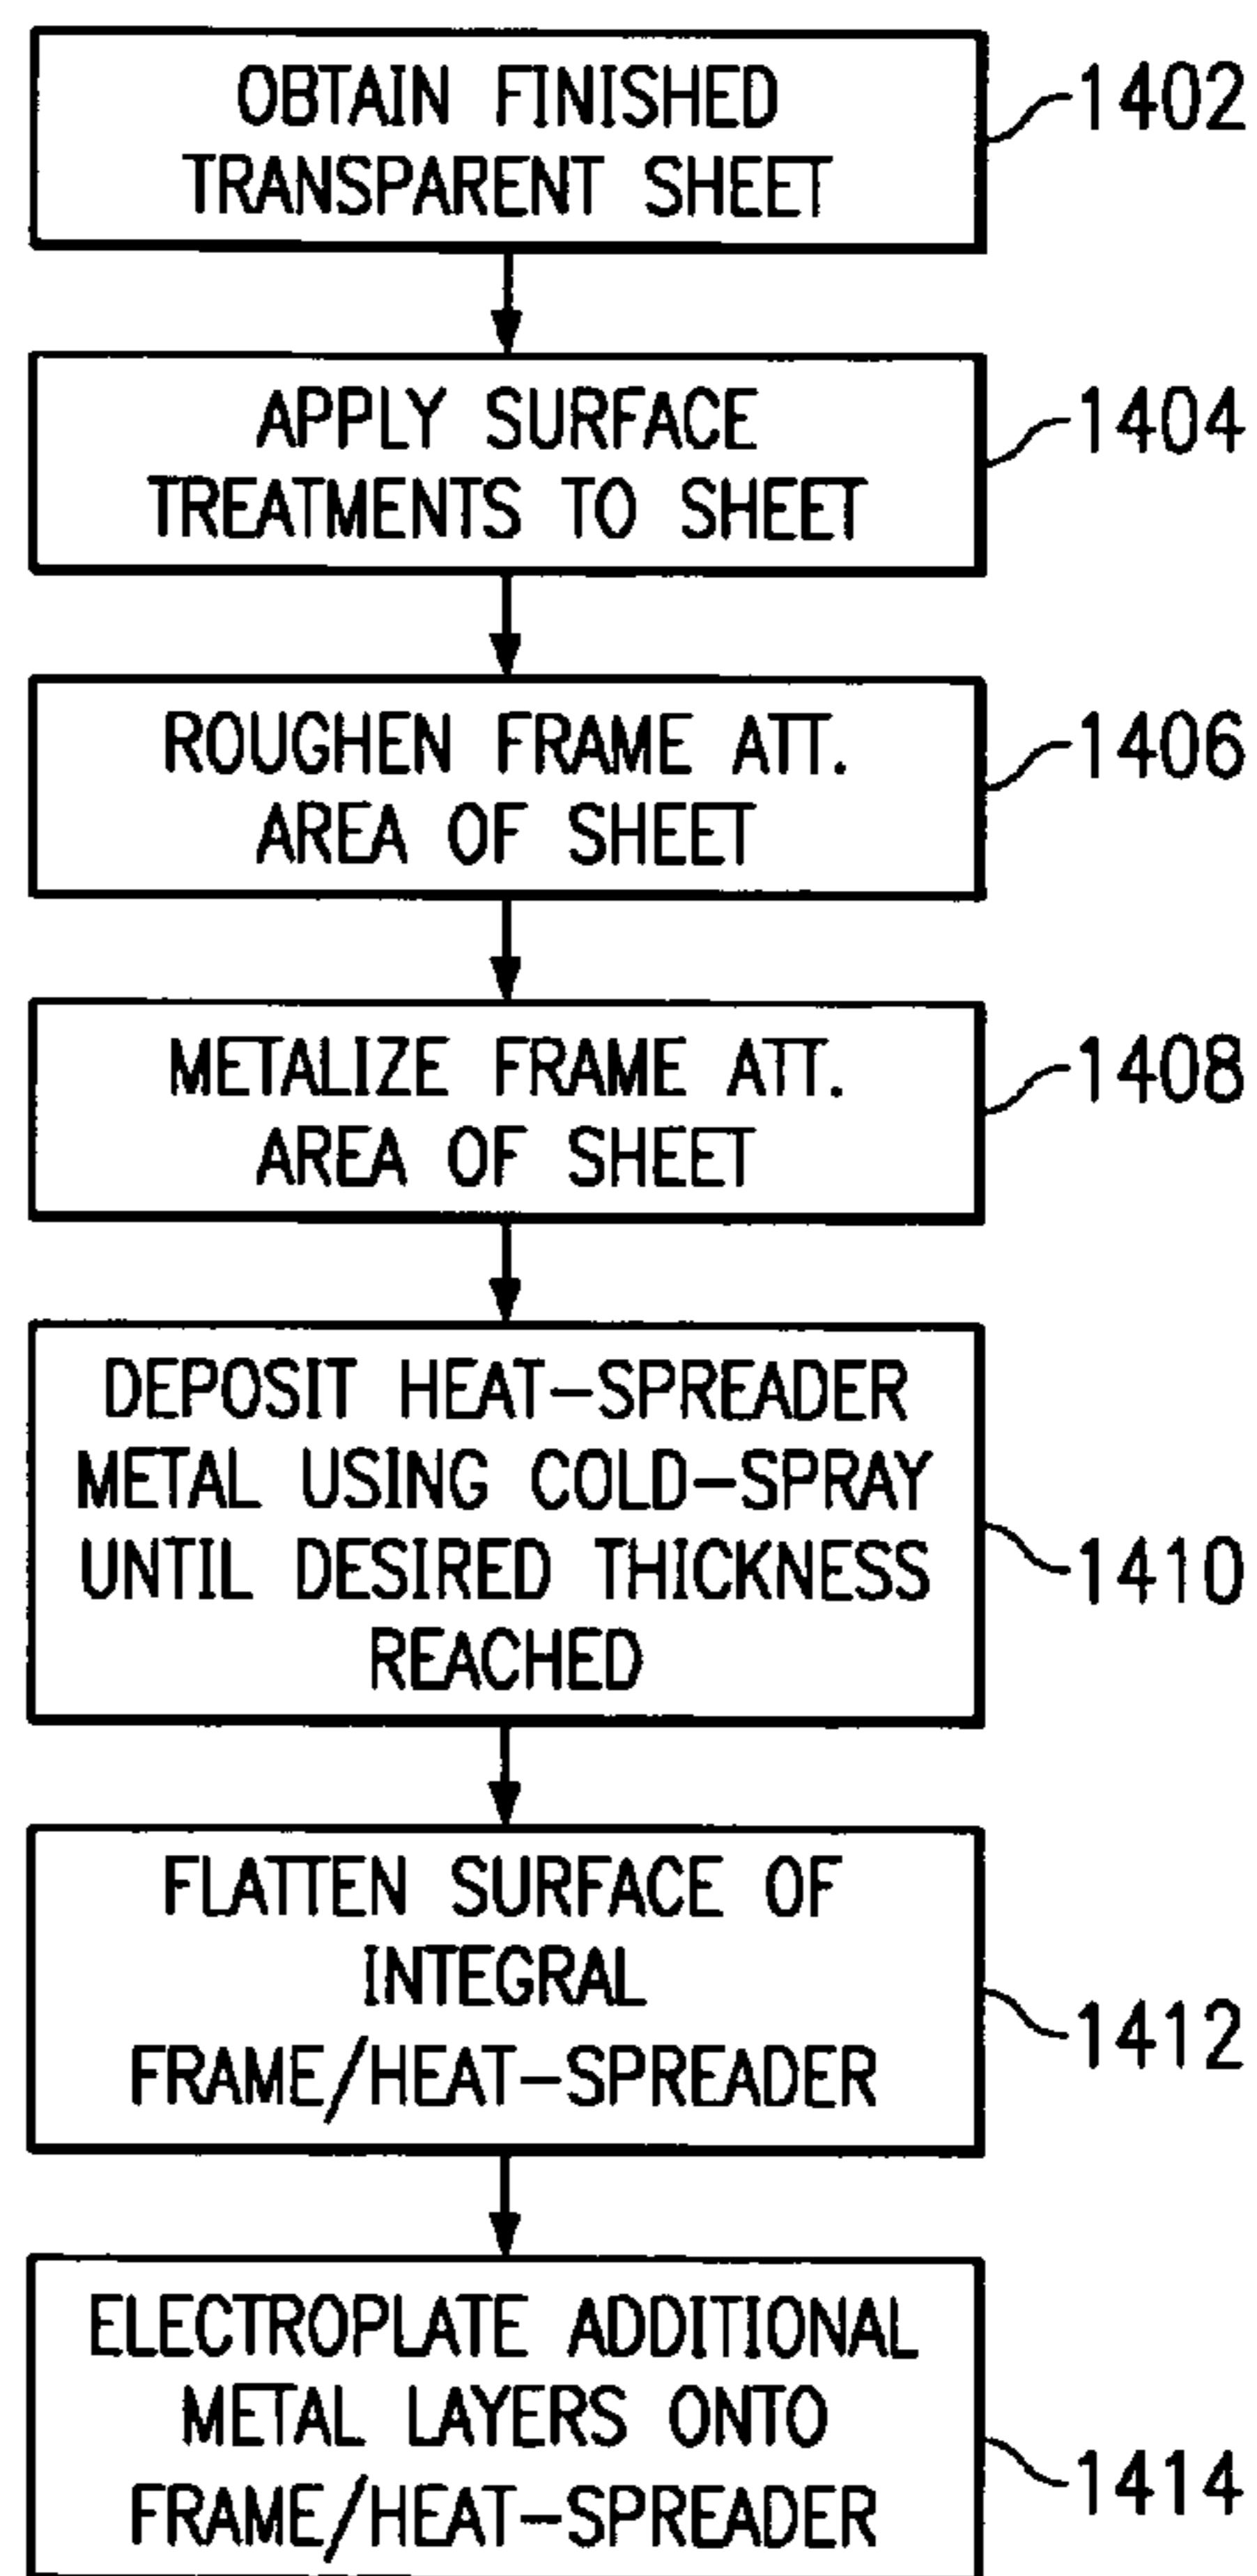 OBTAIN FINISHED
TRANSPARENT SHEET
1402
APPLY SURFACE
TREATMENTS TO SHEET
1404
ROUGHEN FRAME ATT.
AREA OF SHEET
1406
METALIZE FRAME ATT.
AREA OF SHEET
1408
DEPOSIT HEAT-SPREADER
METAL USING COLD-SPRAY
UNTIL DESIRED THICKNESS
REACHED
1410
FLATTEN SURFACE OF
INTEGRAL
FRAME/HEAT-SPREADER
1412
ELECTROPLATE ADDITIONAL
METAL LAYERS ONTO
FRAME/HEAT-SPREADER
1414